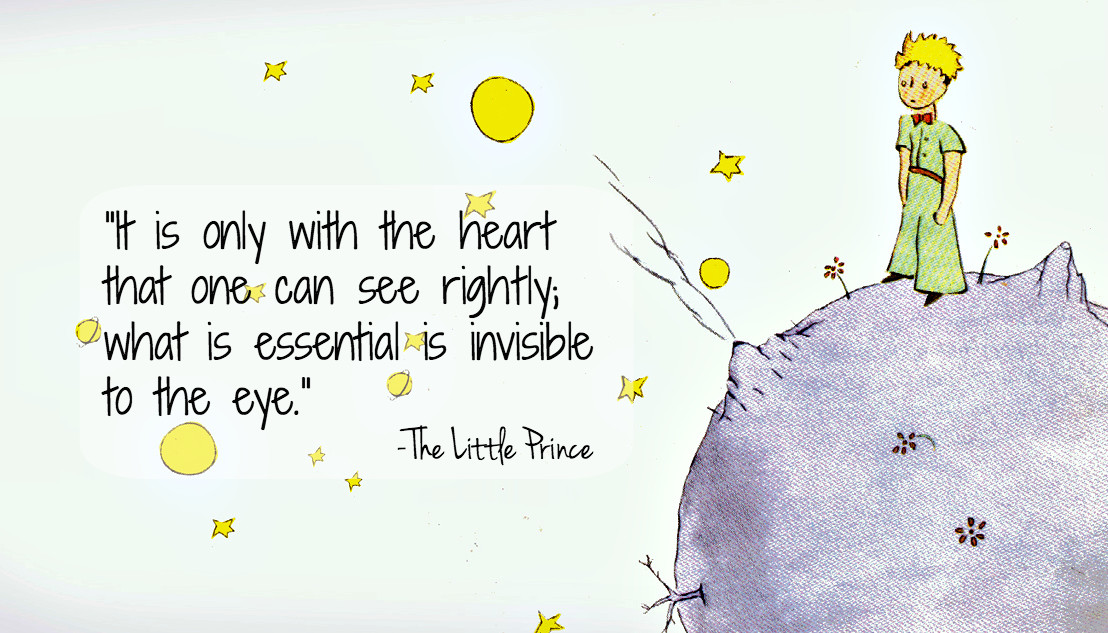 "It is only with the heart
that one can see rightly;
what is essential is invisible
to the eye."
-The Little Prince